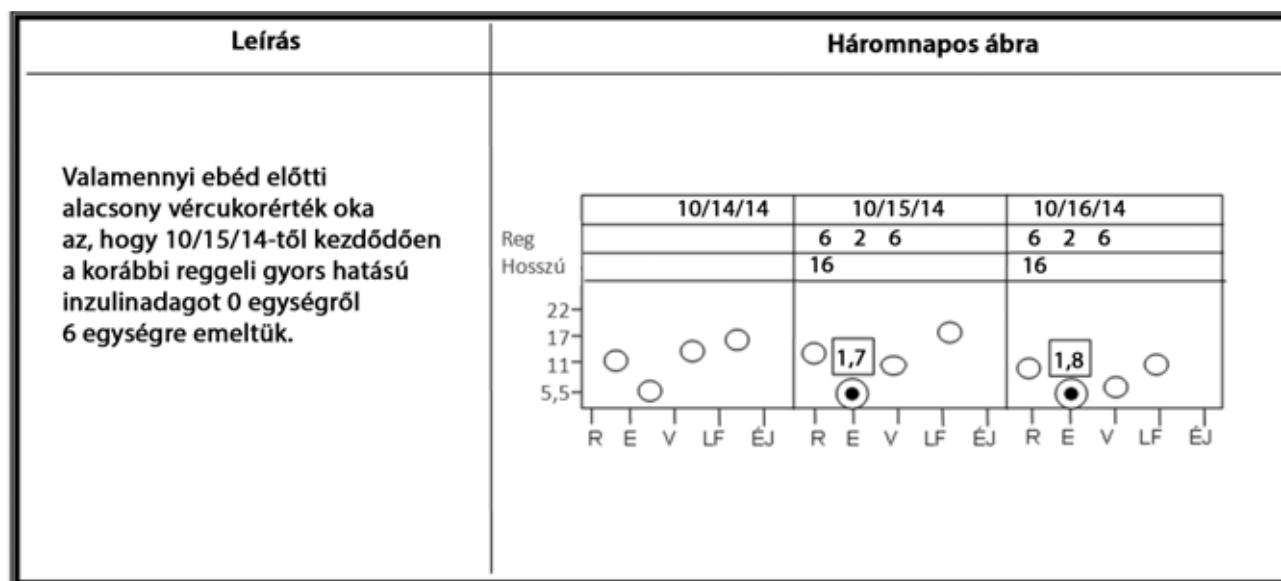 Leírás
Háromnapos ábra
Valamennyi ebéd előtti
alacsony vércukorérték oka
az, hogy 10/15/14-től kezdődően
a korábbi reggeli gyors hatású
inzulinadagot 0 egységről
6 egységre emeltük.
10/14/14 10/15/14 10/16/14
Reg 6 2 6 6 2 6
Hosszú 16 16
22
17
11
5,5
1,7 1,8
R E V LF ÉJ R E V LF ÉJ R E V LF ÉJ